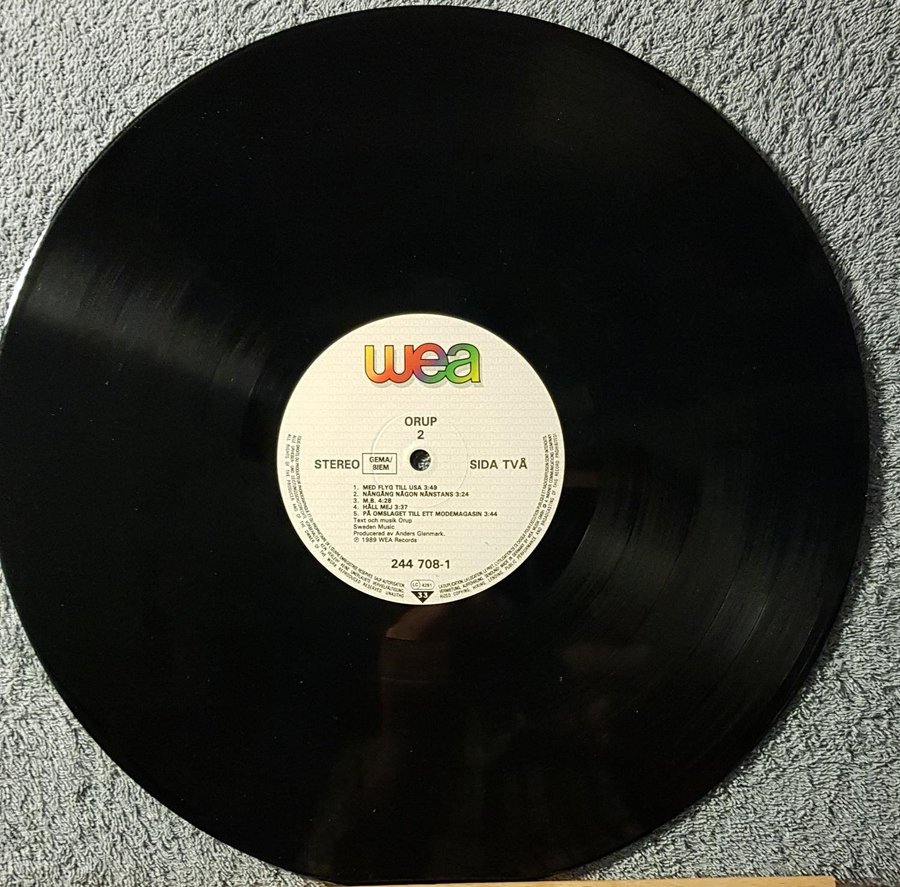 wea
ORUP
2
STEREO GEMA/BIEM SIDA TVÅ
1. MED FLYG TILL USA 3:49
2. NÅNGÅNG NÅGON NÅNSTANS 3:24
3. M.B. 4:28
4. HÅLL MEJ 3:37
5. PÅ OMSLAGET TILL ETT MODEMAGASIN 3:44
Text och musik Orup
Sweden Music
Producerad av Anders Glenmark.
℗ 1989 WEA Records
244 708-1
LC 4281
33